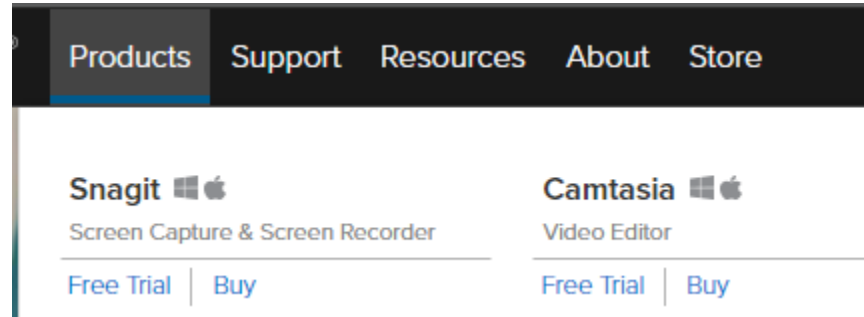 Products Support Resources About Store
Snagit Camtasia
Screen Capture & Screen Recorder Video Editor
Free Trial Buy Free Trial Buy